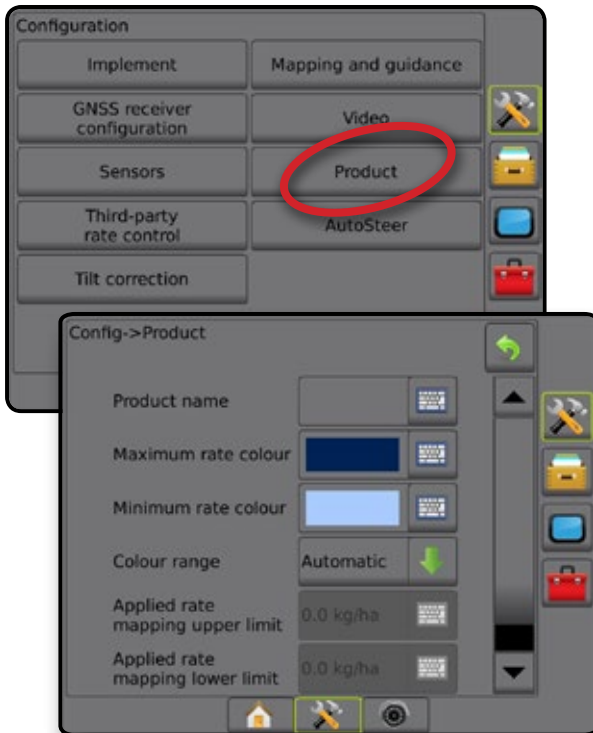 Configuration
Implement
Mapping and guidance
GNSS receiver
configuration
Video
Sensors
Product
Third-party
rate control
AutoSteer
Tilt correction
Config->Product
Product name
Maximum rate colour
Minimum rate colour
Colour range
Automatic
Applied rate
mapping upper limit
0.0 kg/ha
Applied rate
mapping lower limit
0.0 kg/ha